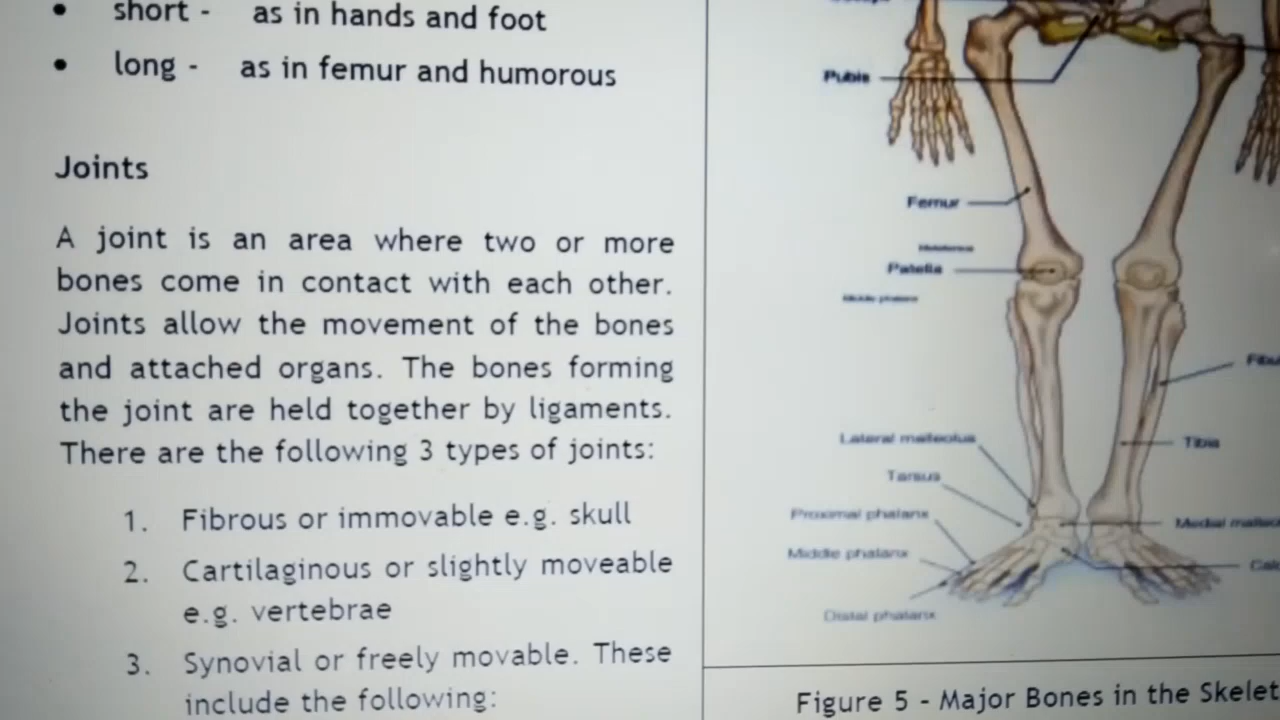 short - as in hands and foot
long - as in femur and humorous
Joints
A joint is an area where two or more
bones come in contact with each other.
Joints allow the movement of the bones
and attached organs. The bones forming
the joint are held together by ligaments.
There are the following 3 types of joints:
1. Fibrous or immovable e.g. skull
2. Cartilaginous or slightly moveable
e.g. vertebrae
3. Synovial or freely movable. These
include the following:
Pubis
Femur
Patella
Middle phalanx
Lateral malleolus
Tarsus
Proximal phalanx
Middle phalanx
Distal phalanx
Tibia
Medial
Figure 5 - Major Bones in the